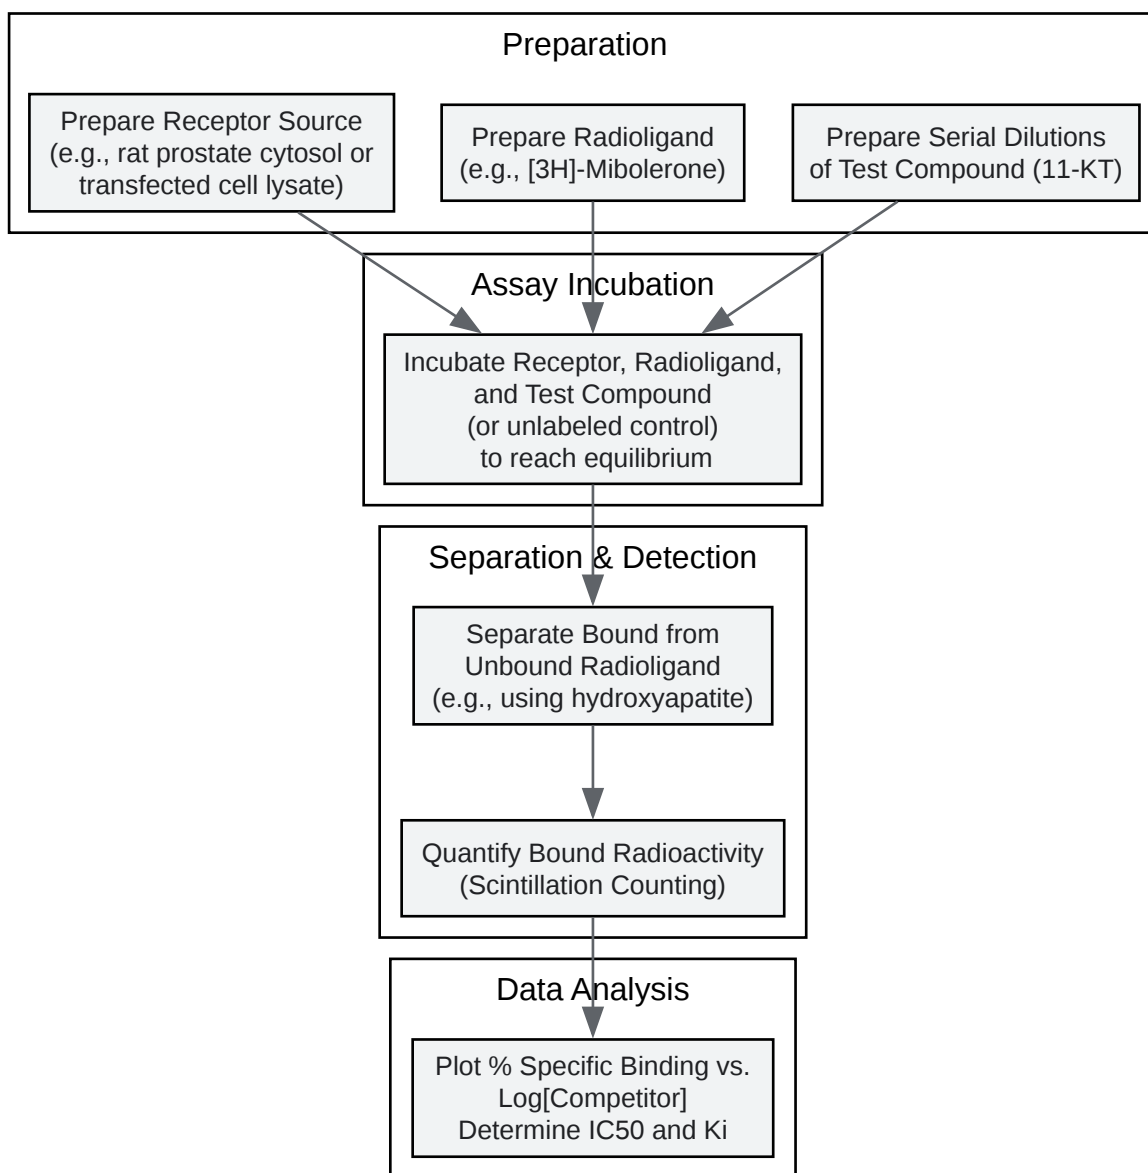 Preparation
Prepare Receptor Source
(e.g., rat prostate cytosol or
transfected cell lysate)
Prepare Radioligand
(e.g., [3H]-Mibolerone)
Prepare Serial Dilutions
of Test Compound (11-KT)
Assay Incubation
Incubate Receptor, Radioligand,
and Test Compound
(or unlabeled control)
to reach equilibrium
Separation & Detection
Separate Bound from
Unbound Radioligand
(e.g., using hydroxyapatite)
Quantify Bound Radioactivity
(Scintillation Counting)
Data Analysis
Plot % Specific Binding vs.
Log[Competitor]
Determine IC50 and Ki